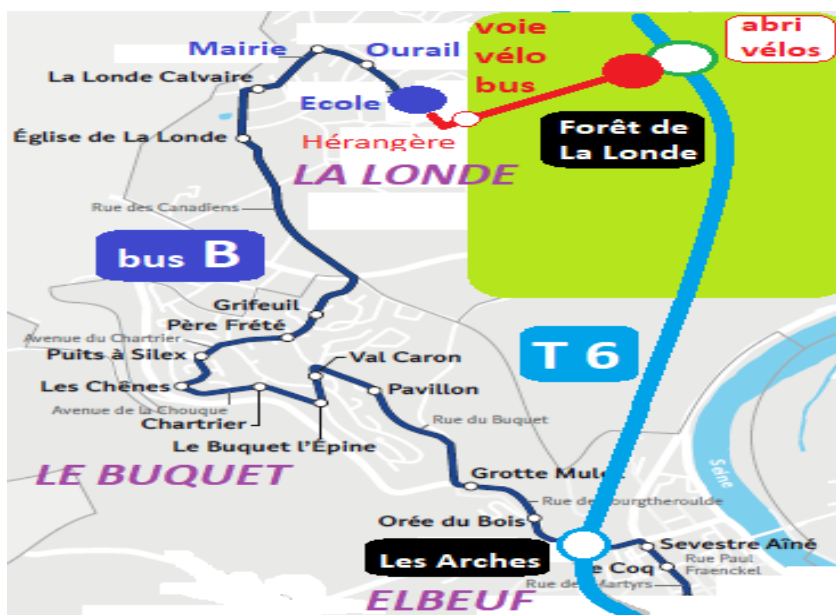 voie
vélo
bus
abri
vélos
Mairie
Ourail
La Londe Calvaire
Ecole
Église de La Londe
Hérangère
Forêt de
La Londe
LA LONDE
Rue des Canadiens
bus B
Grifeuil
Père Frété
Avenue du Chartrier
Puits à Silex
Val Caron
T 6
Les Chênes
Pavillon
Avenue de la Chouque
Chartrier
Rue du Buquet
Le Buquet l'Épine
LE BUQUET
Seine
Grotte Mulot
Rue de Bourgtheroulde
Orée du Bois
Les Arches
Sevestre Aîné
Rue Paul
Fraenckel
Coq
Rue des Martyrs
ELBEUF